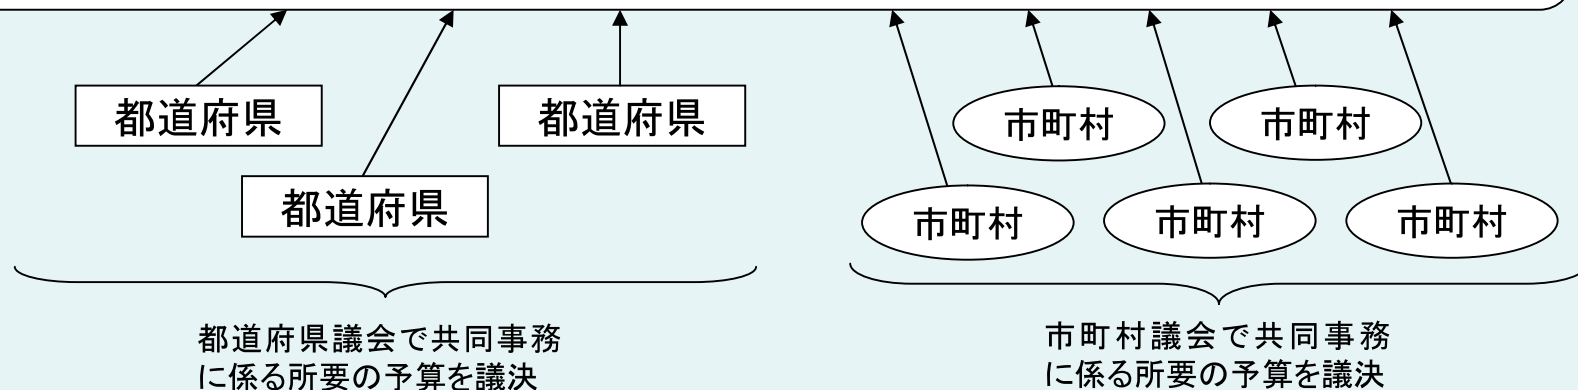 都道府県
都道府県
都道府県
都道府県議会で共同事務
に係る所要の予算を議決
市町村
市町村
市町村
市町村
市町村
市町村議会で共同事務
に係る所要の予算を議決